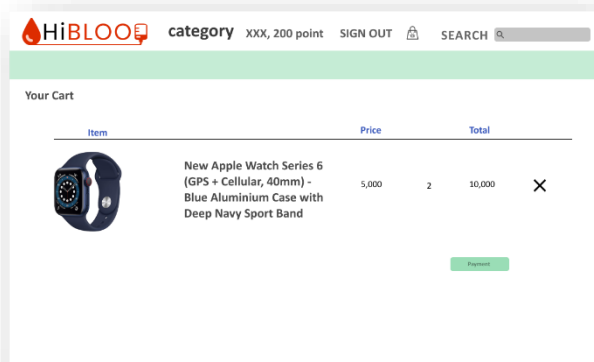 HiBLOOD
category XXX, 200 point SIGN OUT SEARCH
Your Cart
Item Price Total
New Apple Watch Series 6
(GPS + Cellular, 40mm) -
Blue Aluminium Case with
Deep Navy Sport Band
5,000 2 10,000
Payment